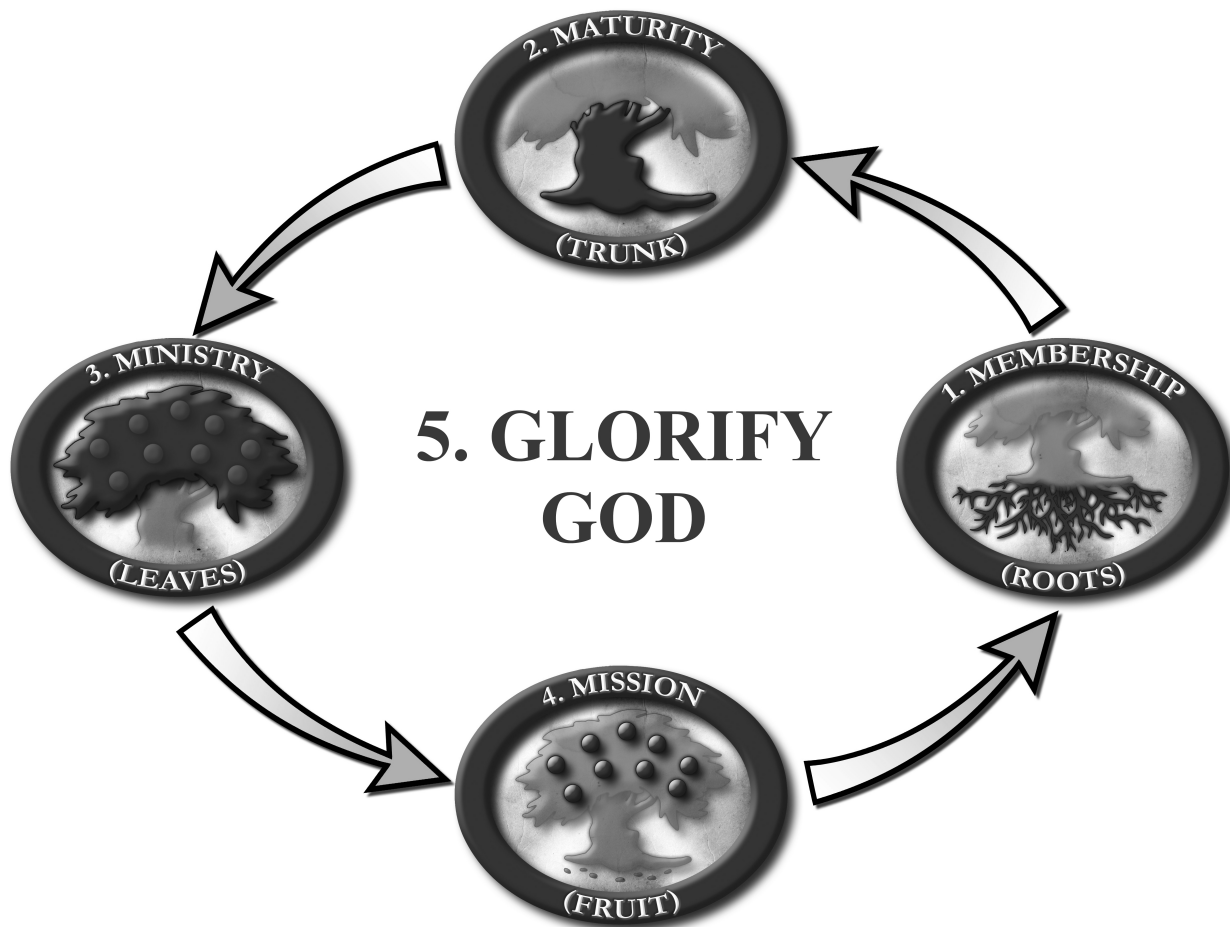 2. MATURITY
(TRUNK)
3. MINISTRY
(LEAVES)
5. GLORIFY
GOD
1. MEMBERSHIP
(ROOTS)
4. MISSION
(FRUIT)